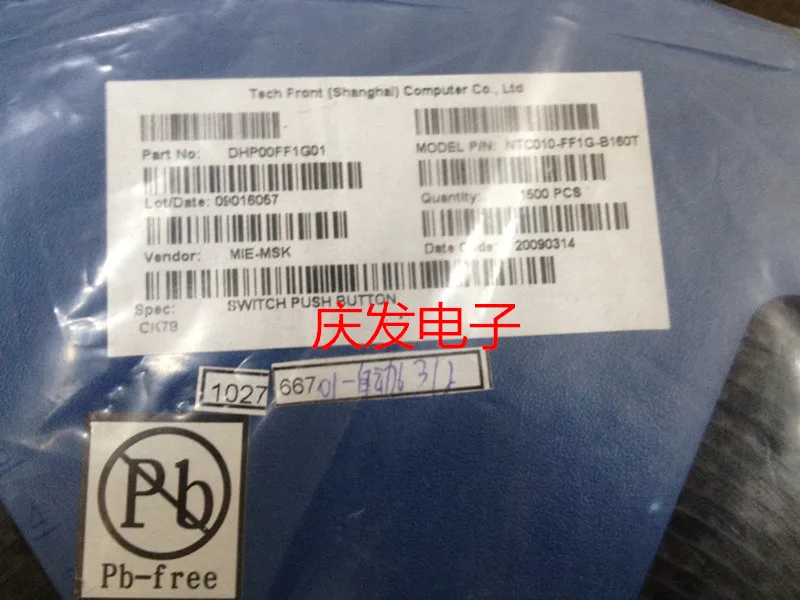 Tech Front (Shanghai) Computer Co., Ltd
Part No: DHP00FF1G01
MODEL P/N: NTC010-FF1G-B160T
Lot/Date: 09016057
Quantity: 1500 PCS
Vendor: MIE-MSK
Date Code: 20090314
Spec: SWITCH PUSH BUTTON
CK79
庆发电子
1027
667
Pb
Pb-free